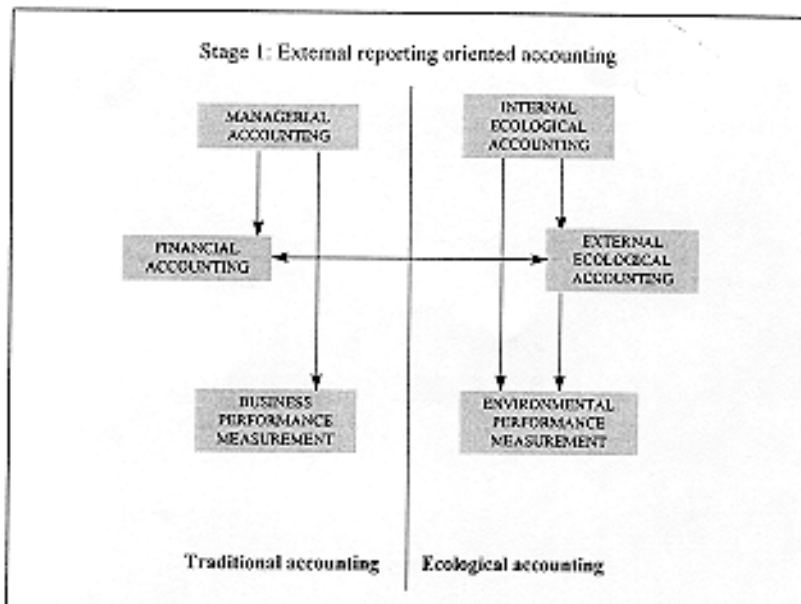 Stage 1: External reporting oriented accounting
MANAGERIAL
ACCOUNTING
INTERNAL
ECOLOGICAL
ACCOUNTING
FINANCIAL
ACCOUNTING
EXTERNAL
ECOLOGICAL
ACCOUNTING
BUSINESS
PERFORMANCE
MEASUREMENT
ENVIRONMENTAL
PERFORMANCE
MEASUREMENT
Traditional accounting
Ecological accounting